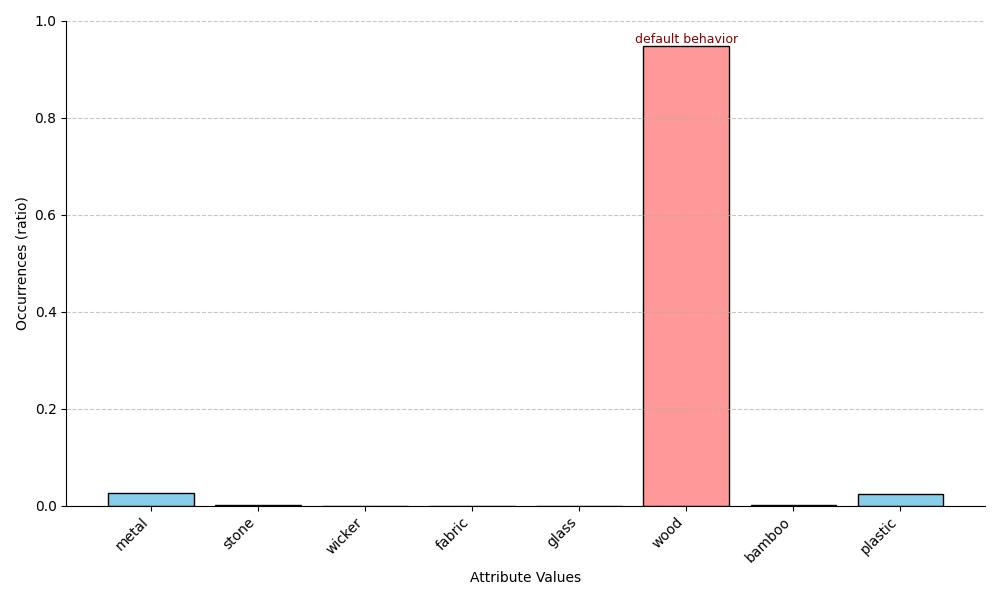 default behavior
1.0
0.8
0.6
0.4
0.2
0.0
Occurrences (ratio)
metal
stone
wicker
fabric
glass
wood
bamboo
plastic
Attribute Values